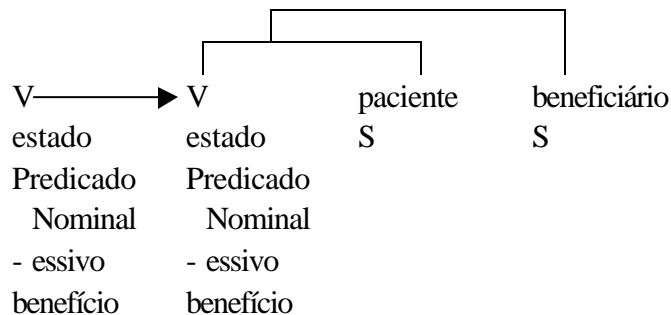 V V paciente beneficiário
estado estado S S
Predicado Predicado
Nominal Nominal
- essivo - essivo
benefício benefício